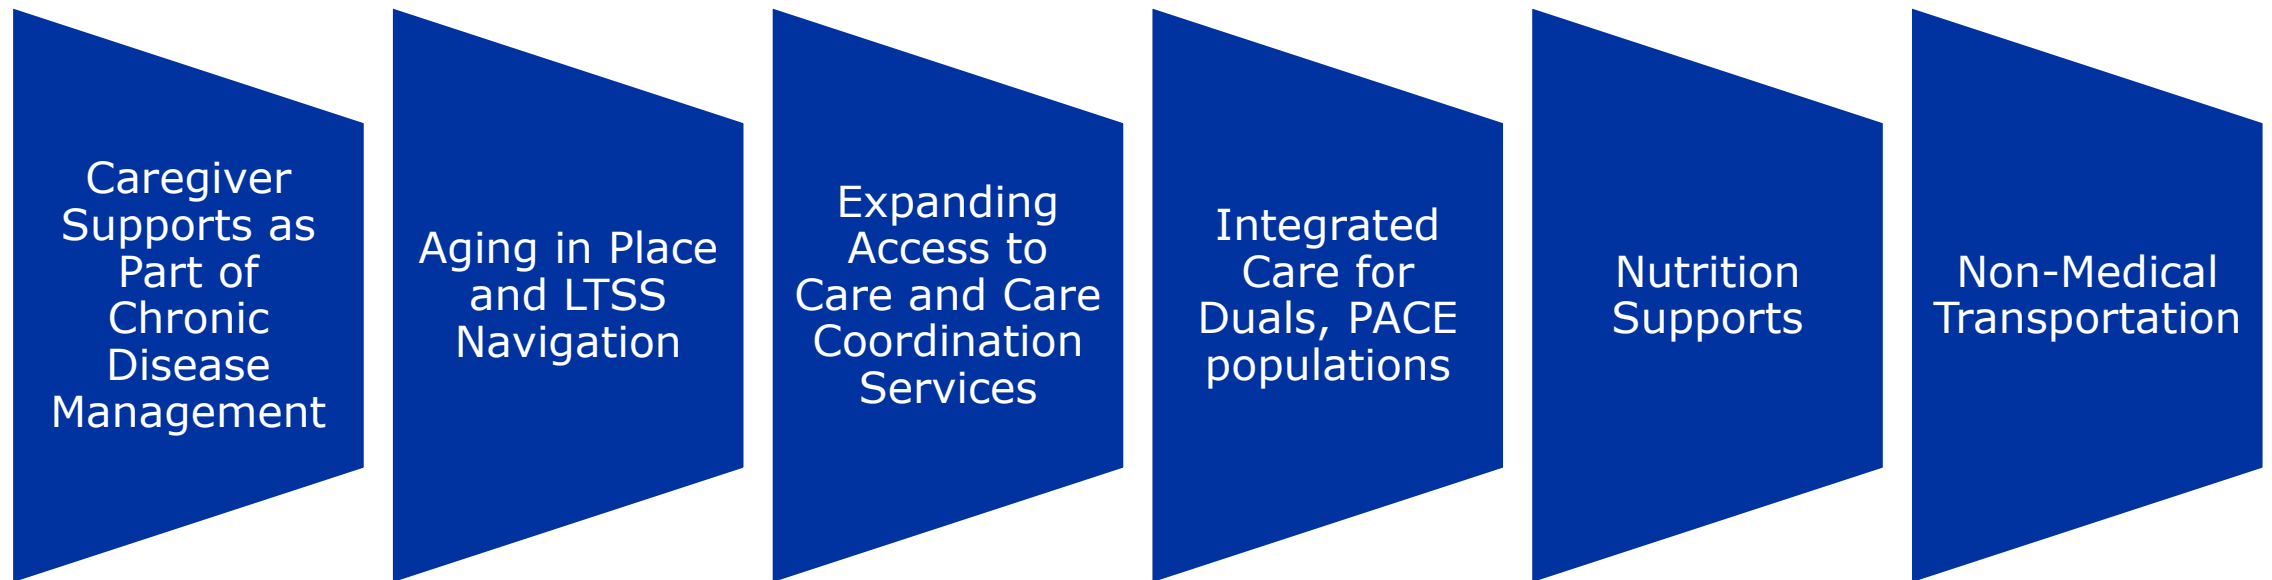 Caregiver
Supports as
Part of
Chronic
Disease
Management
Aging in Place
and LTSS
Navigation
Expanding
Access to
Care and Care
Coordination
Services
Integrated
Care for
Duals, PACE
populations
Nutrition
Supports
Non-Medical
Transportation